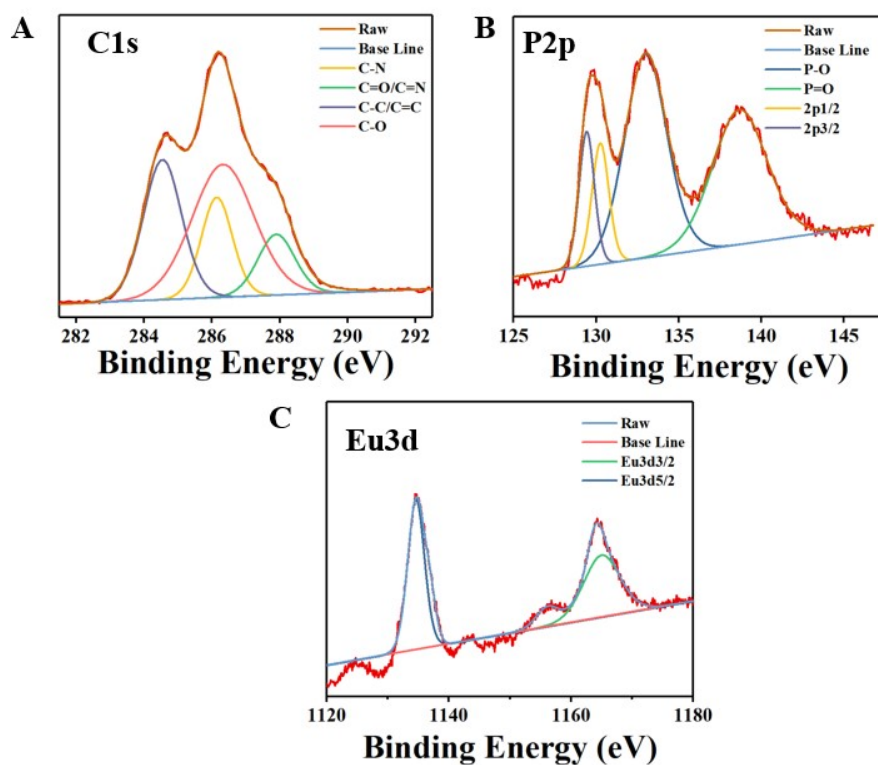 A
C1s
Raw
Base Line
C-N
C=O/C=N
C-C/C=C
C-O
282 284 286 288 290 292
Binding Energy (eV)
B
P2p
Raw
Base Line
P-O
P=O
2p1/2
2p3/2
125 130 135 140 145
Binding Energy (eV)
C
Eu3d
Raw
Base Line
Eu3d3/2
Eu3d5/2
1120 1140 1160 1180
Binding Energy (eV)